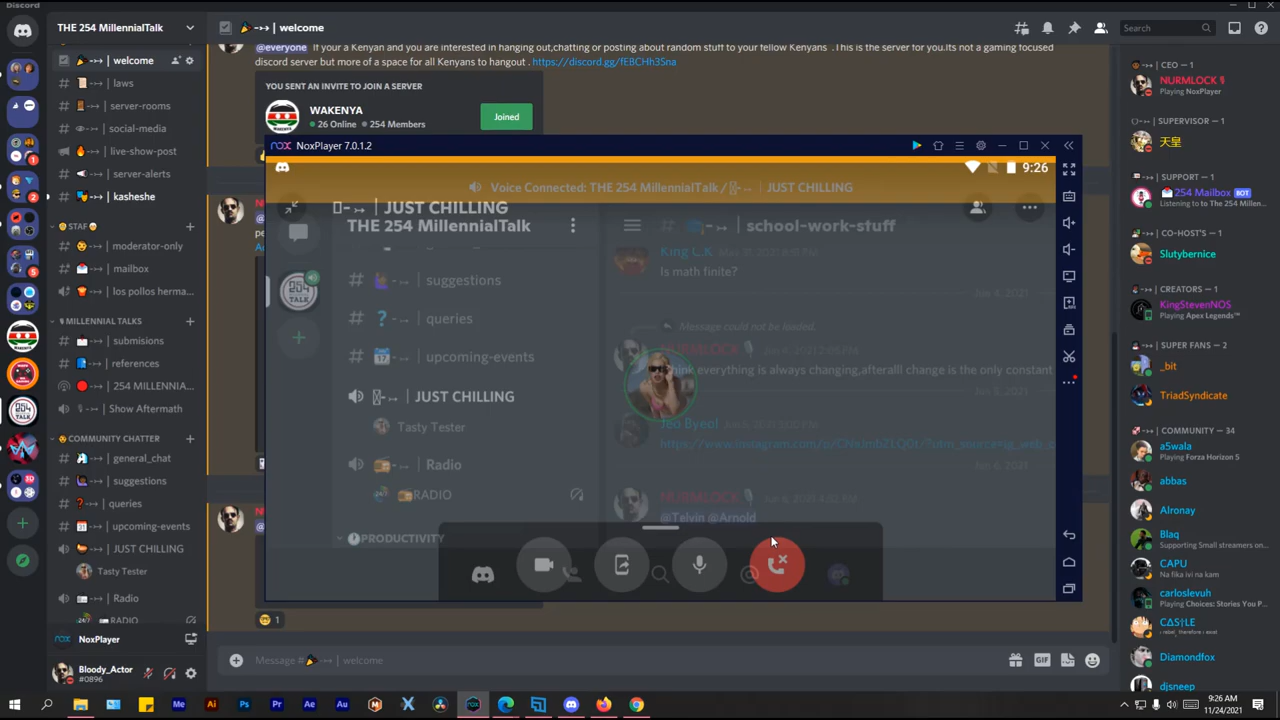 Discord
THE 254 MillennialTalk
welcome
laws
server-rooms
social-media
live-show-post
server-alerts
kasheshe
STAF
moderator-only
mailbox
los pollos herma...
MILLENNIAL TALKS
submisions
references
254 MILLENNIA...
Show Aftermath
COMMUNITY CHATTER
general_chat
suggestions
queries
upcoming-events
JUST CHILLING
Tasty Tester
Radio
RADIO
NoxPlayer
Bloody_Actor
#0896
welcome
Search
@everyone If your a Kenyan and you are interested in hanging out,chatting or posting about random stuff to your fellow Kenyans .This is the server for you.Its not a gaming focused
discord server but more of a space for all Kenyans to hangout . https://discord.gg/fEBCHh3Sna
YOU SENT AN INVITE TO JOIN A SERVER
WAKENYA
26 Online 254 Members
Joined
NOX NoxPlayer 7.0.1.2
9:26
Voice Connected: THE 254 MillennialTalk / JUST CHILLING
JUST CHILLING
THE 254 MillennialTalk
suggestions
queries
upcoming-events
JUST CHILLING
Tasty Tester
Radio
RADIO
PRODUCTIVITY
school-work-stuff
King C.K
Is math finite?
Message could not be loaded.
NURMLOCK
think everything is always changing,afterall change is the only constant
Jeo Byeol
NURMLOCK
@Telvin @Arnold
1
Message # welcome
GIF
CEO — 1
NURMLOCK
Playing NoxPlayer
SUPERVISOR — 1
天皇
SUPPORT — 1
254 Mailbox BOT
Listening to to The 254 Millen...
CO-HOST'S — 1
Slutybernice
CREATORS — 1
KingStevenNOS
Playing Apex Legends™
SUPER FANS — 2
_bit
TriadSyndicate
COMMUNITY — 34
a5wala
Playing Forza Horizon 5
abbas
Alronay
Blaq
Supporting Small streamers on...
CAPU
Na fika ivi na kam
carloslevuh
Playing Choices: Stories You P...
CΔS†LE
i rebel, therefore i exist
Diamondfox
djsneep
9:26 AM
11/24/2021